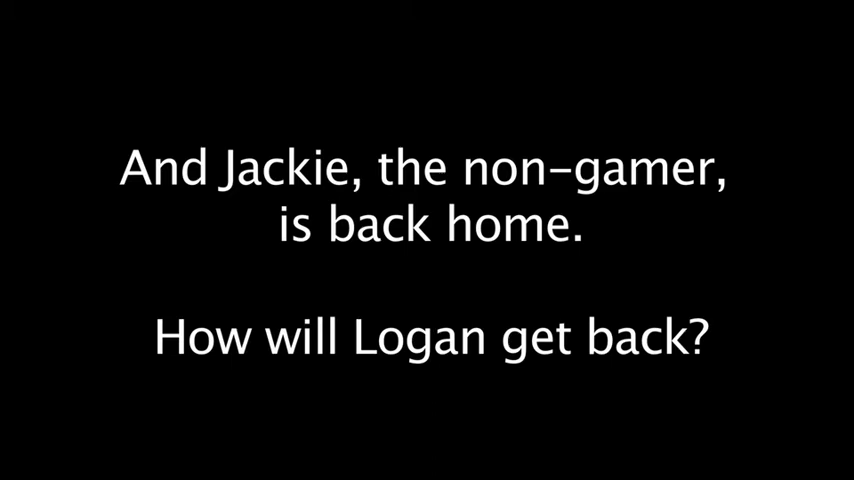 And Jackie, the non-gamer,
is back home.
How will Logan get back?